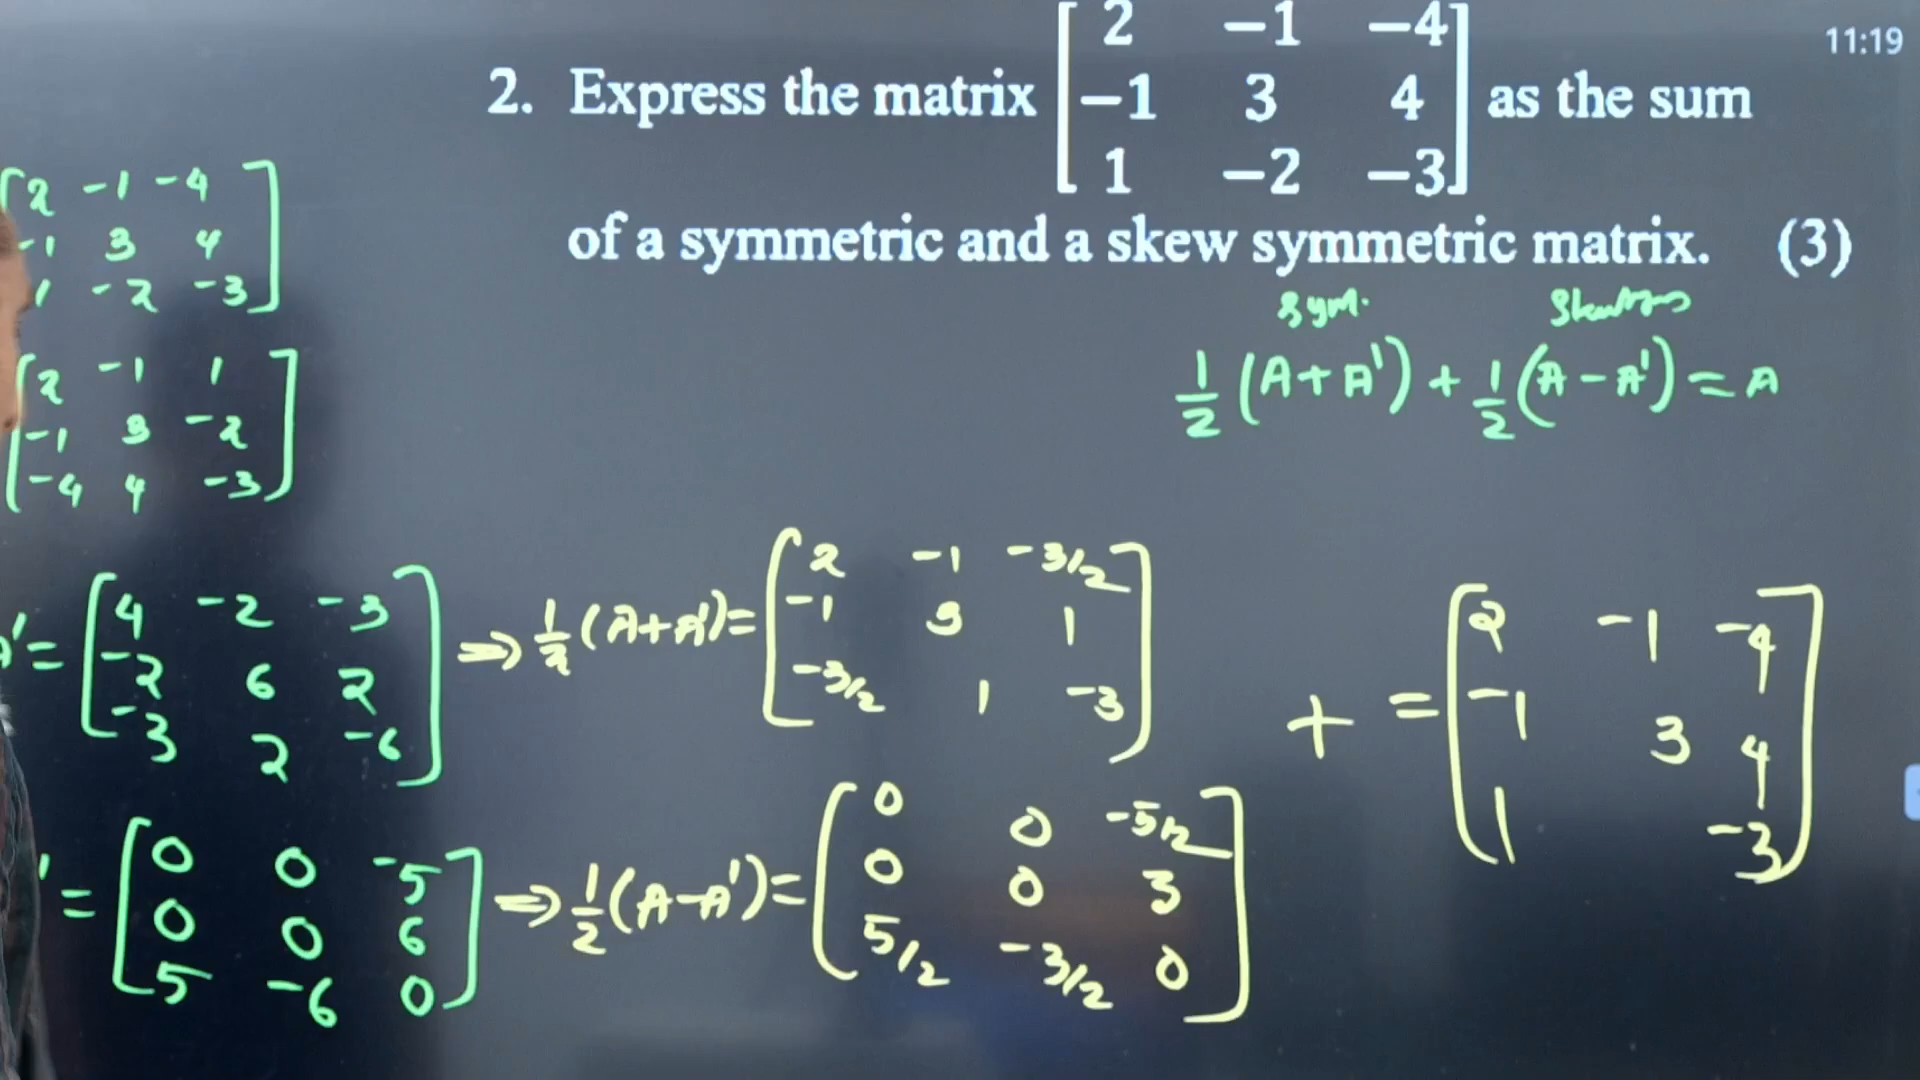 11:19
2. Express the matrix [2 −1 −4
−1 3 4
1 −2 −3] as the sum
of a symmetric and a skew symmetric matrix. (3)
2 -1 -4
-1 3 4
1 -2 -3
2 -1 1
-1 3 -2
-4 4 -3
sym.
1/2 (A+A') + 1/2 (A-A') = A
A' = [4 -2 -3
-2 6 2
-3 2 -6]
⇒ 1/2 (A+A') = [2 -1 -3/2
-1 3 1
-3/2 1 -3]
' = [0 0 -5
0 0 6
5 -6 0]
⇒ 1/2 (A-A') = [0 0 -5/2
0 0 3
5/2 -3/2 0]
+ = [2 -1 -4
-1 3 4
1 -3]